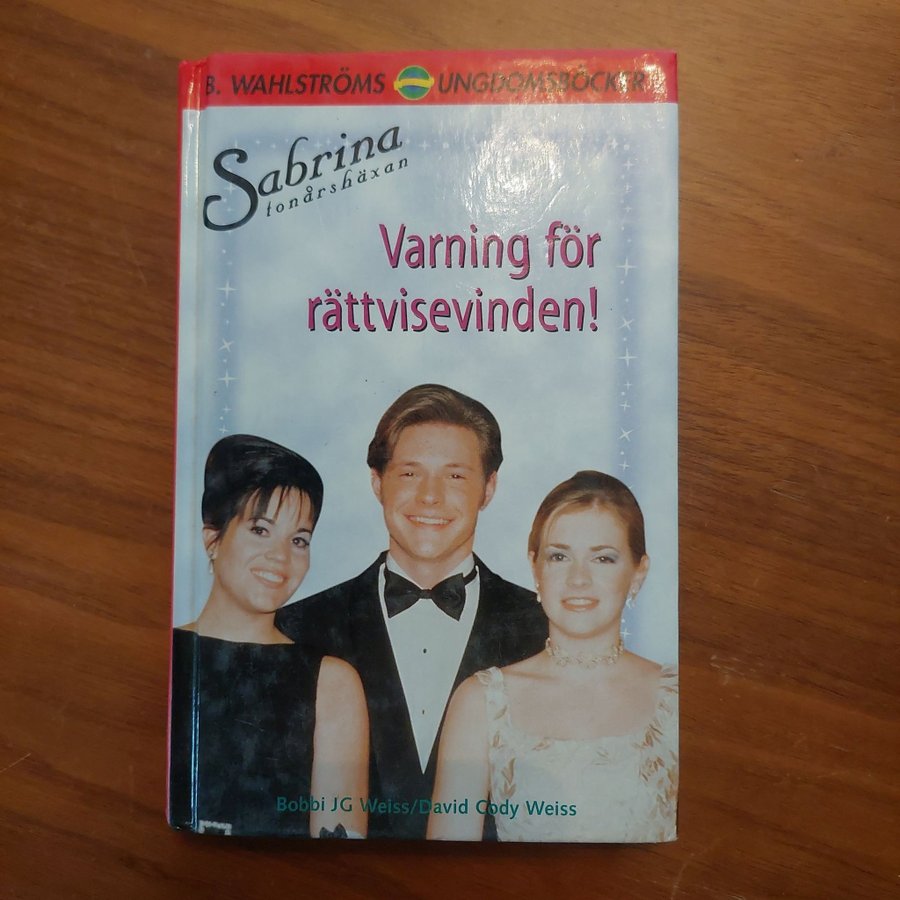 B. WAHLSTRÖMS UNGDOMSBÖCKER
Sabrina
tonårshäxan
Varning för
rättvisevinden!
Bobbi JG Weiss/David Cody Weiss